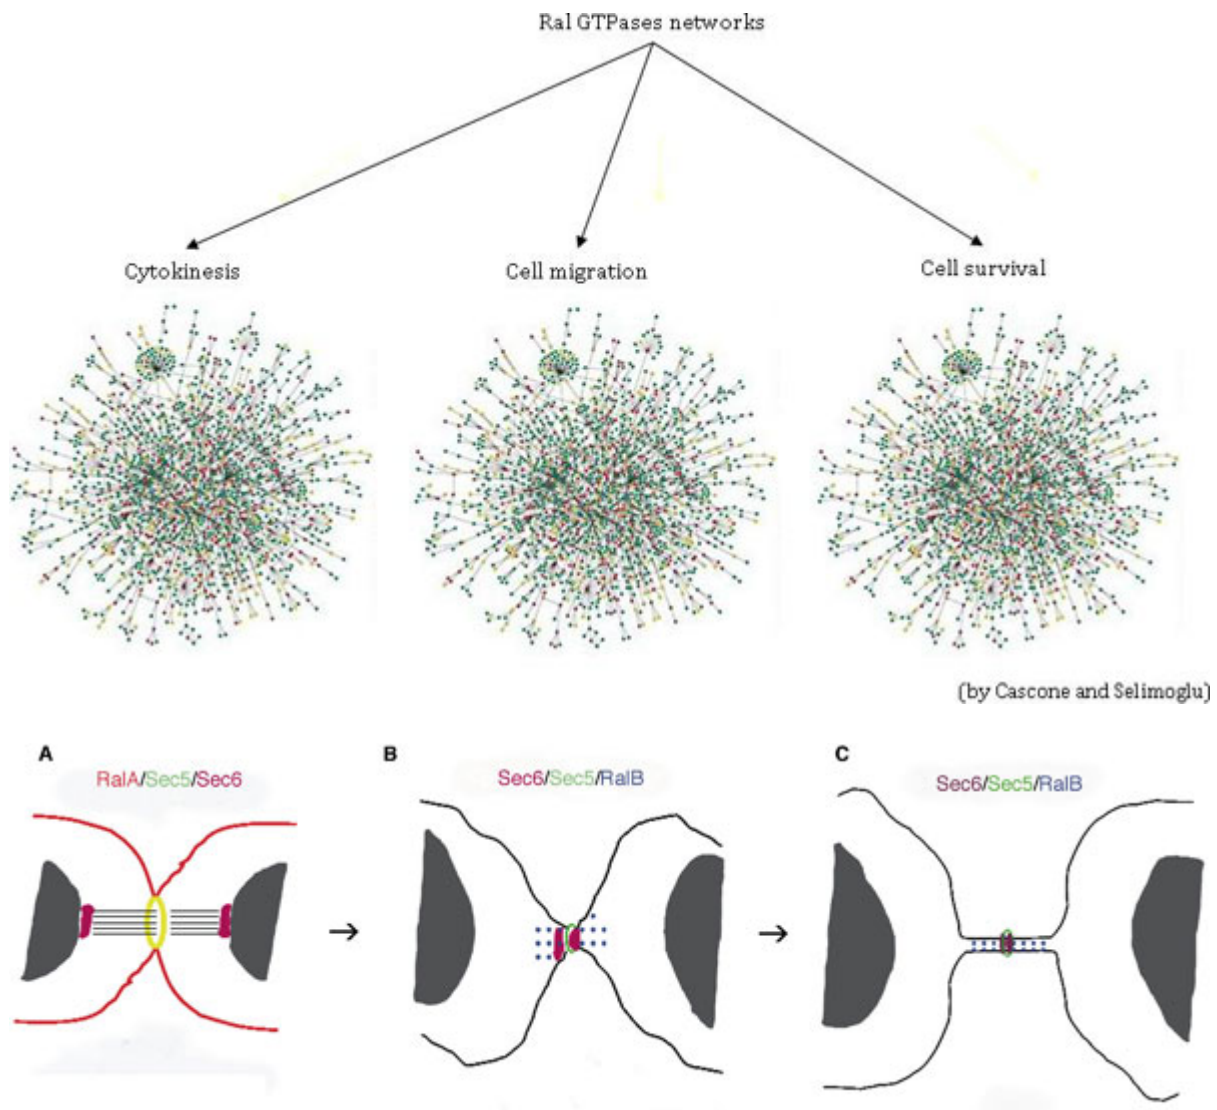 Ral GTPases networks
Cytokinesis
Cell migration
Cell survival
(by Cascone and Selimoglu)
A
B
C
RalA/Sec5/Sec6
Sec6/Sec5/RalB
Sec6/Sec5/RalB